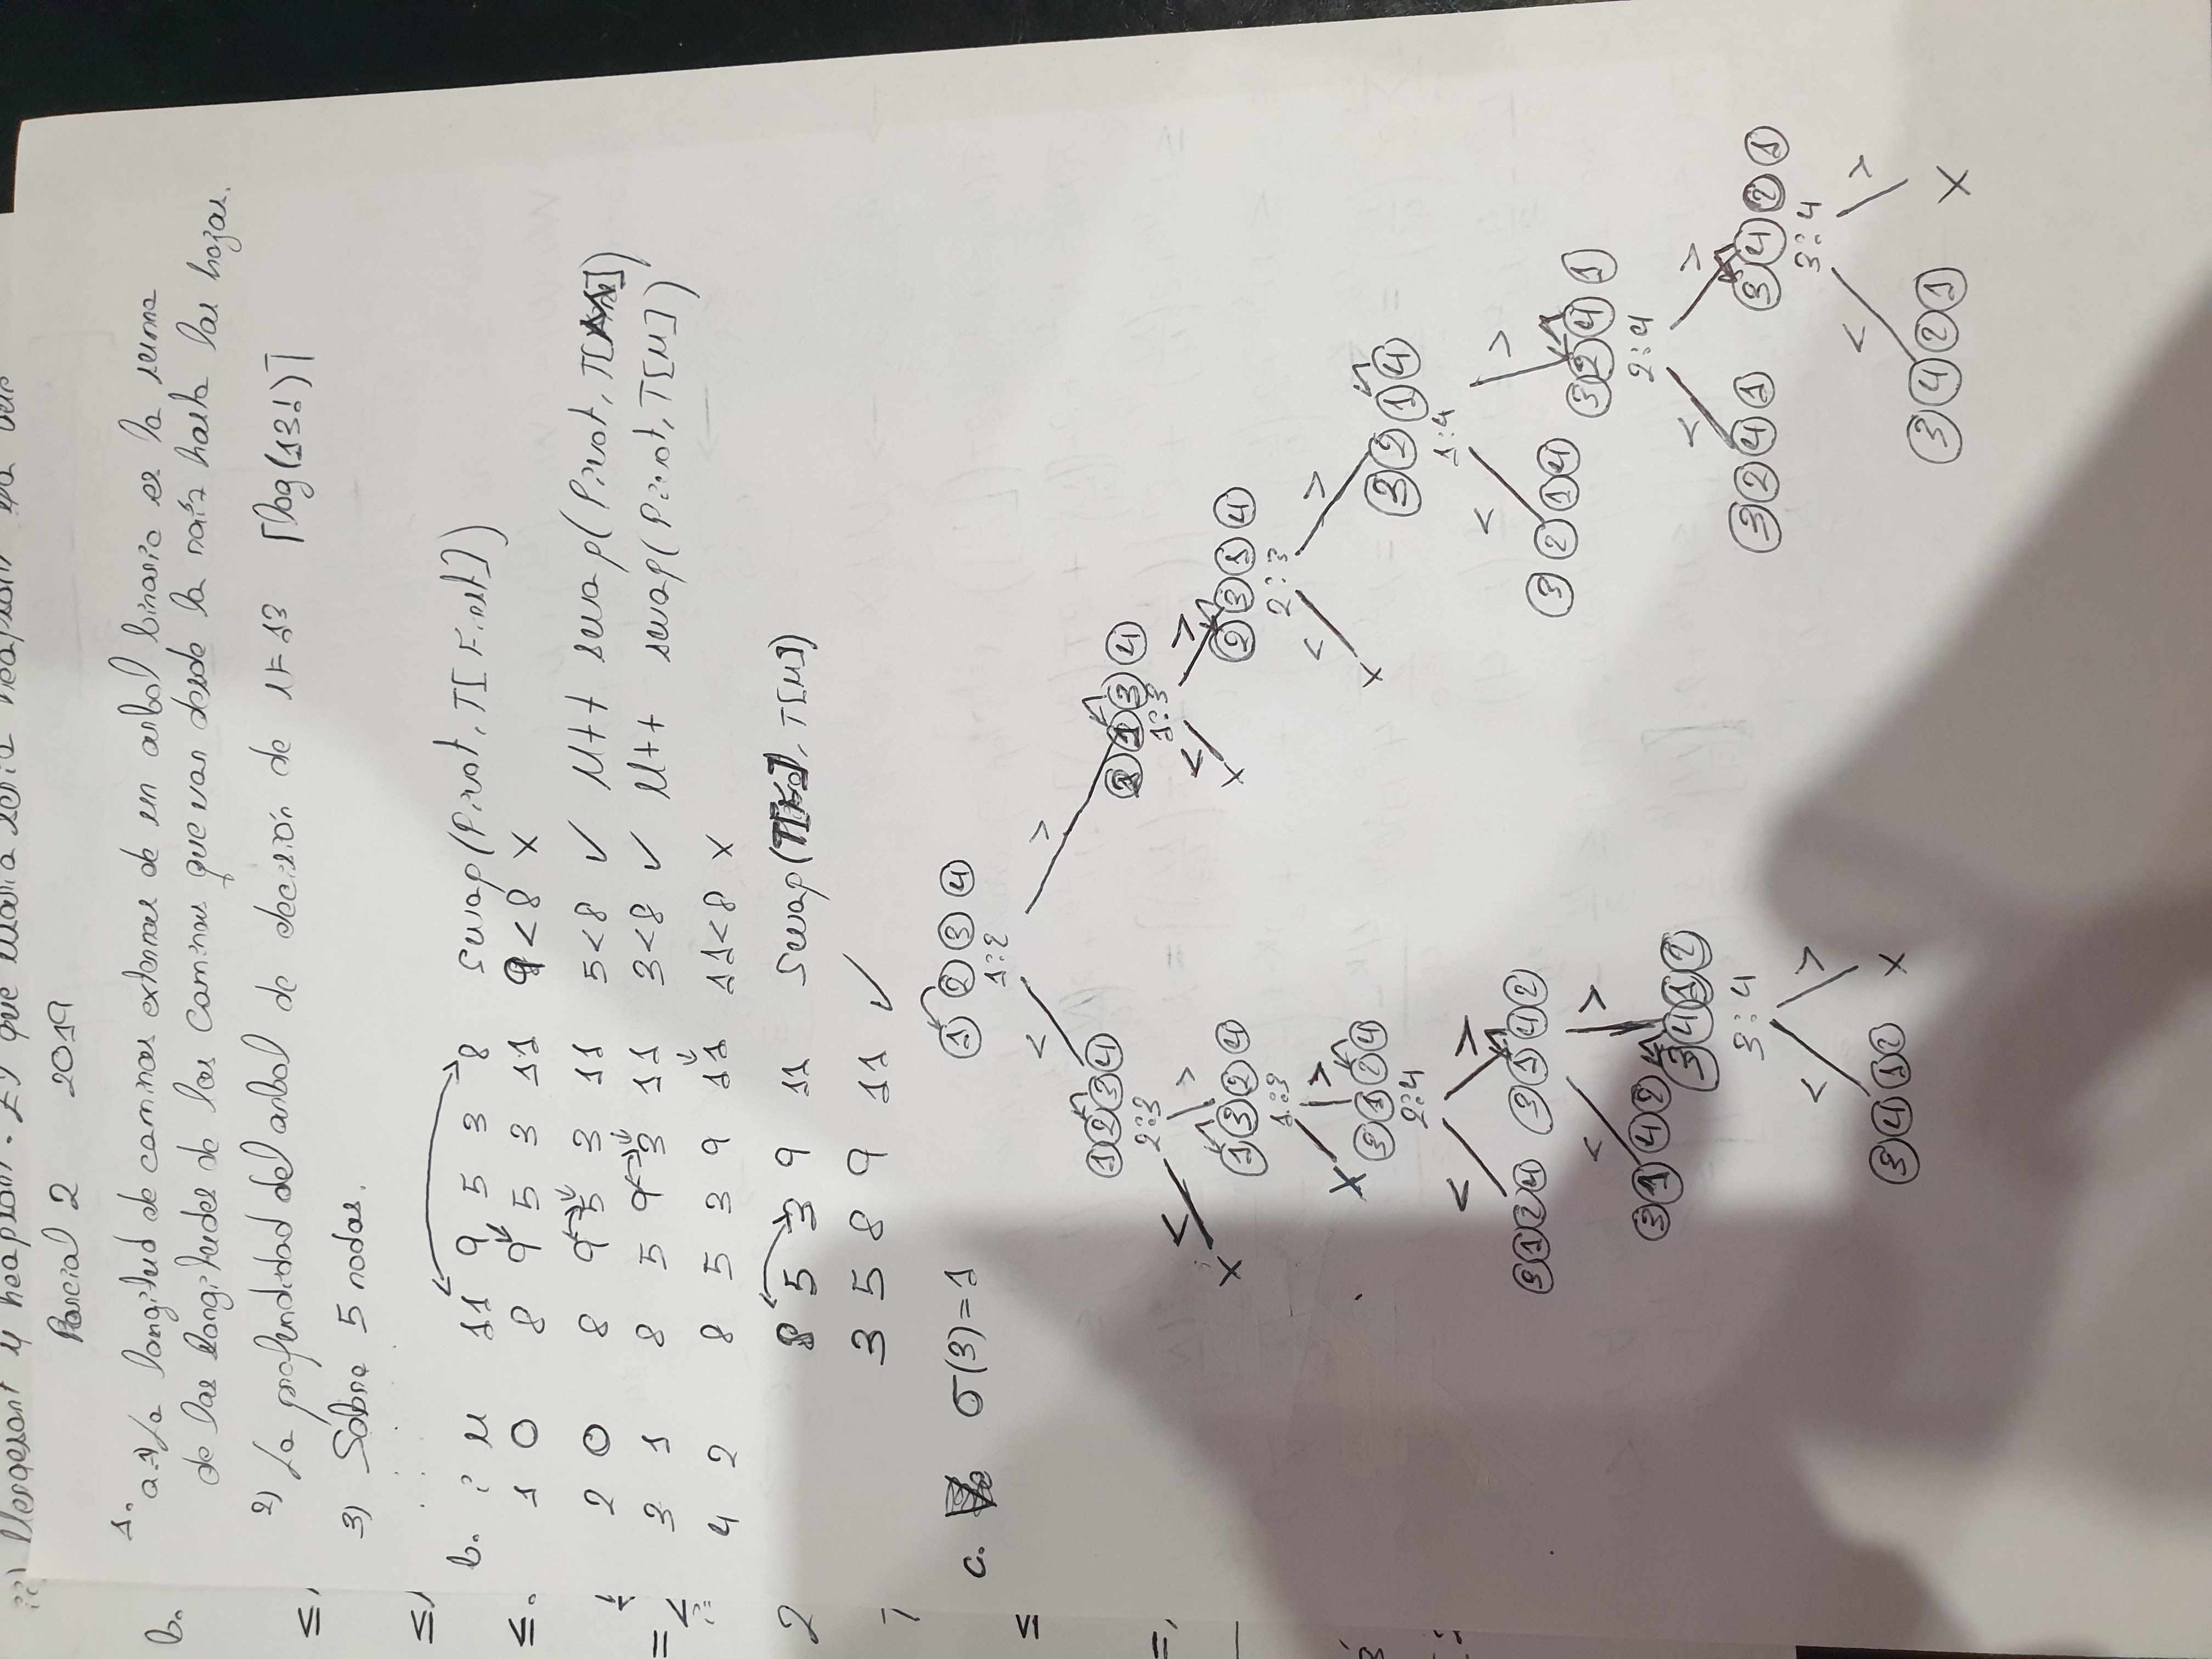 Mergesort y heapsort. El que usaría sería heapsort ya que
Parcial 2 2019
1.
a.1) La longitud de caminos externos de un arbol binario es la suma
de las longitudes de los caminos que van desde la raíz hasta las hojas.
2) La profundidad del arbol de decisión de N=13 ⌈log(13!)⌉
3) Sobre 5 nodos.
b. i M 11 9 5 3 8 swap(Pivot, T[First])
1 0 8 9 5 3 11 9<8 x
2 0 8 9 5 3 11 5<8 ✓ M++ swap(Pivot, T[
3 1 8 5 9 3 11 3<8 ✓ M++ swap(Pivot, T[M])
4 2 8 5 3 9 11 11<8 x
8 5 3 9 11 Swap( , T[M])
3 5 8 9 11 ✓
c. σ(3)=1 1 2 3 4
1:2
< >
1 2 3 4 2 1 3 4
2:3 1:3
< > < >
x 1 3 2 4 x 2 3 1 4
1:3 2:3
< > < >
x 3 1 2 4 x 3 2 1 4
2:4 1:4
< > < >
3 1 2 4 3 1 4 2 3 2 1 4 3 2 4 1
< > 2:4
3 1 4 2 3 4 1 2 < >
3:4 3 2 4 1 3 4 2 1
< > 3:4
3 4 1 2 x < >
3 4 2 1 x
b.
≤
≤
≤
=
2
7
≤
=